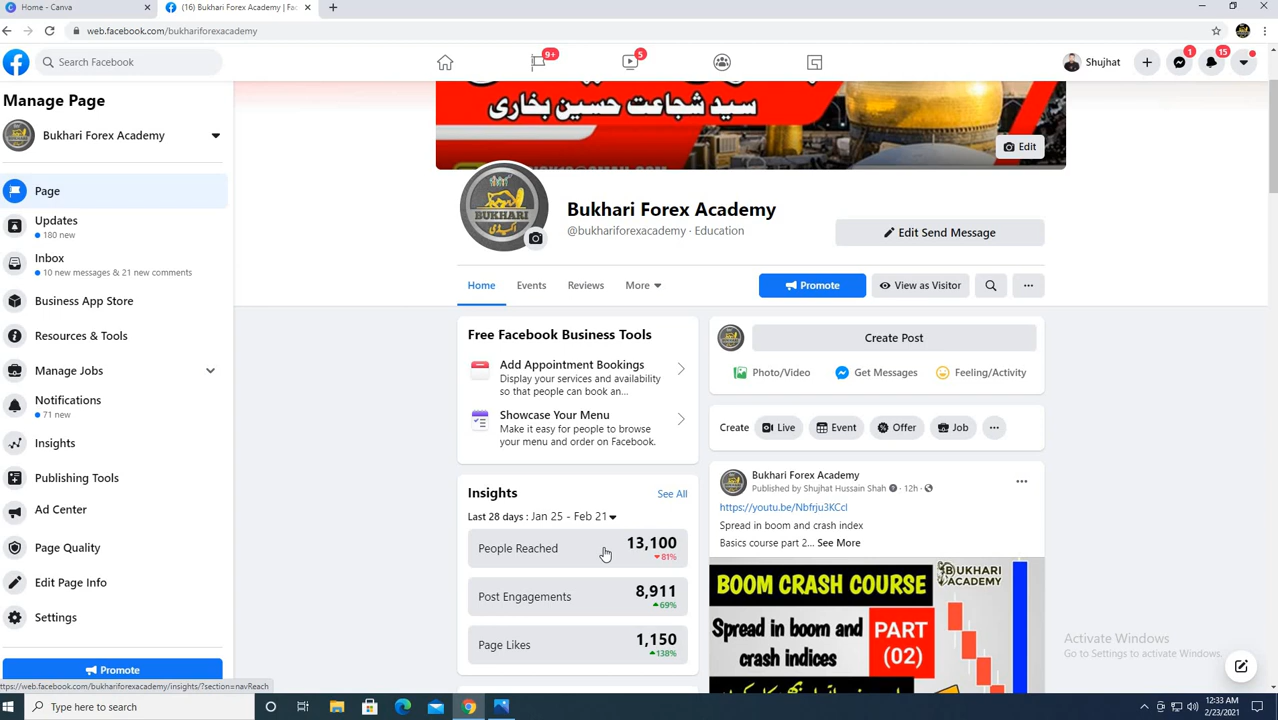 Home - Canva
(16) Bukhari Forex Academy | Fac
web.facebook.com/bukhariforexacademy
Search Facebook
9+
5
Shujhat
1
15
Manage Page
Bukhari Forex Academy
Page
Updates
180 new
Inbox
10 new messages & 21 new comments
Business App Store
Resources & Tools
Manage Jobs
Notifications
71 new
Insights
Publishing Tools
Ad Center
Page Quality
Edit Page Info
Settings
Promote
https://web.facebook.com/bukhariforexacademy/insights/?section=navReach
سید شجاعت حسین بخاری
Edit
BUKHARI
اکیڈمی
Bukhari Forex Academy
@bukhariforexacademy · Education
Edit Send Message
Home
Events
Reviews
More
Promote
View as Visitor
Free Facebook Business Tools
Add Appointment Bookings
Display your services and availability
so that people can book an...
Showcase Your Menu
Make it easy for people to browse
your menu and order on Facebook.
Insights
See All
Last 28 days : Jan 25 - Feb 21
People Reached
13,100
81%
Post Engagements
8,911
69%
Page Likes
1,150
138%
Create Post
Photo/Video
Get Messages
Feeling/Activity
Create
Live
Event
Offer
Job
Bukhari Forex Academy
Published by Shujhat Hussain Shah · 12h ·
https://youtu.be/Nbfrju3KCcI
Spread in boom and crash index
Basics course part 2... See More
BOOM CRASH COURSE
BUKHARI
ACADEMY
Spread in boom and
crash indices
PART
(02)
Activate Windows
Go to Settings to activate Windows.
Type here to search
12:33 AM
2/23/2021